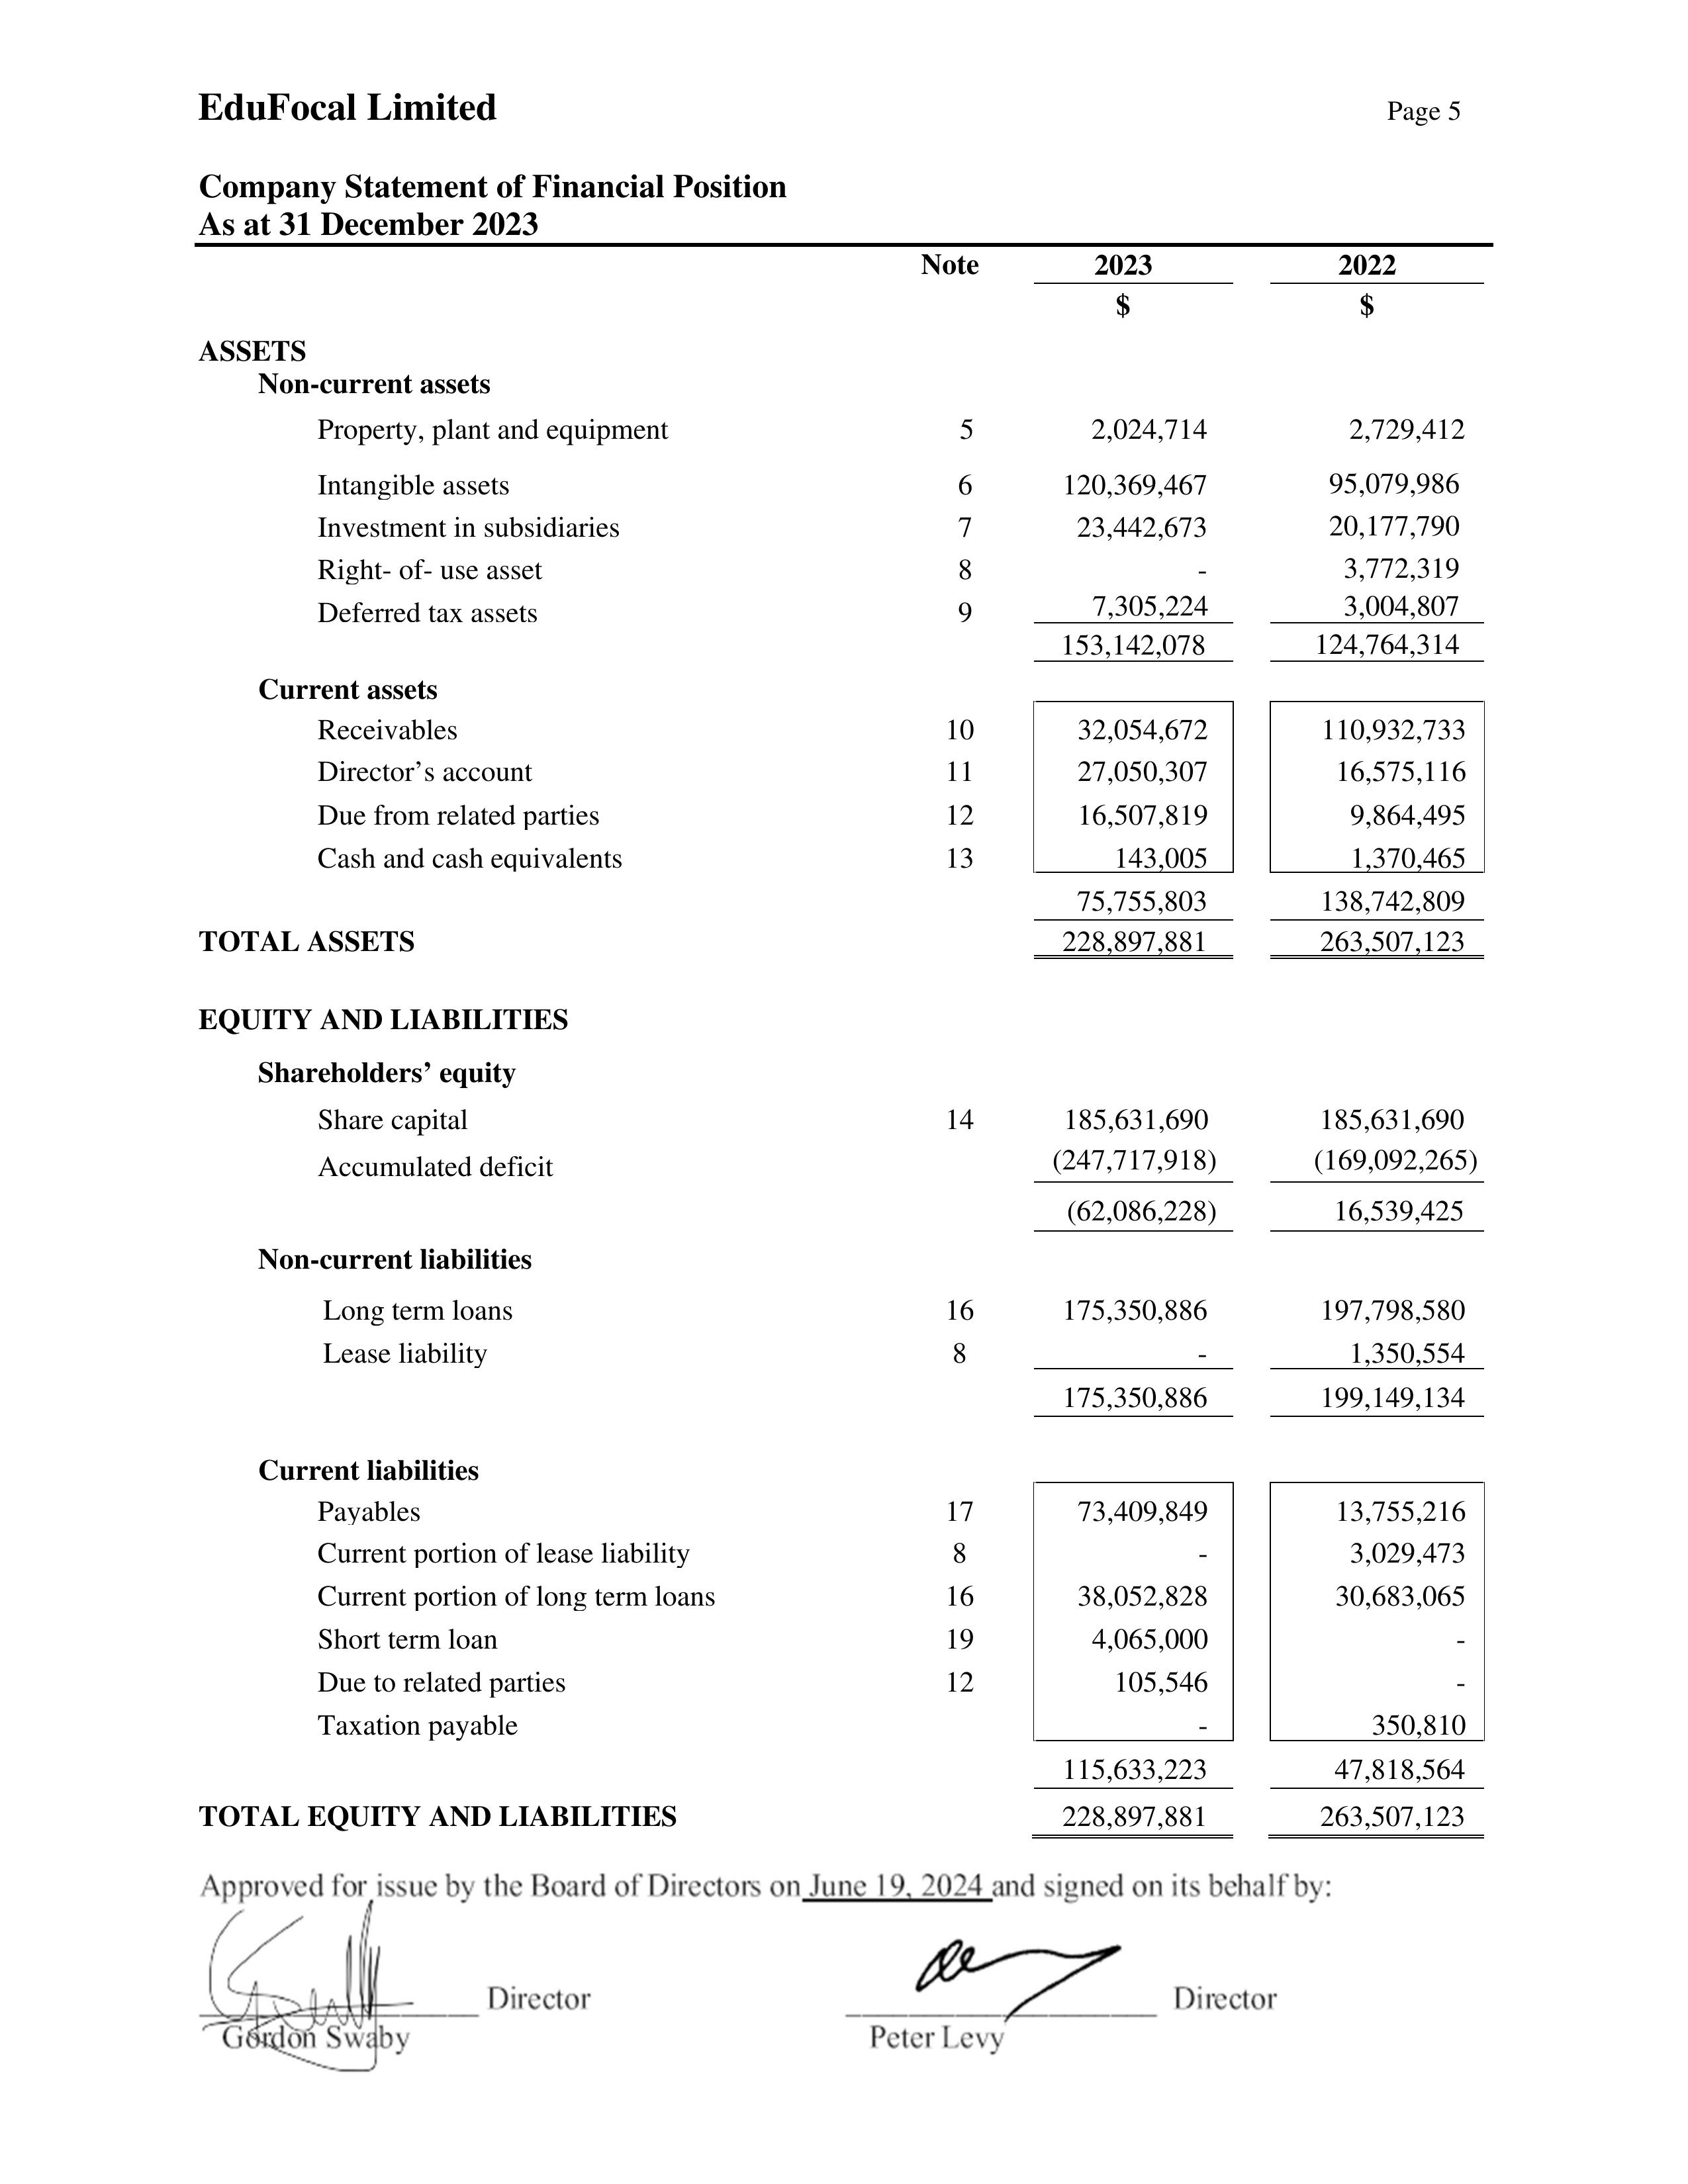 EduFocal Limited Page 5
Company Statement of Financial Position
As at 31 December 2023
Note 2023 2022
$ $
ASSETS
Non-current assets
Property, plant and equipment 5 2,024,714 2,729,412
Intangible assets 6 120,369,467 95,079,986
Investment in subsidiaries 7 23,442,673 20,177,790
Right- of- use asset 8 - 3,772,319
Deferred tax assets 9 7,305,224 3,004,807
153,142,078 124,764,314
Current assets
Receivables 10 32,054,672 110,932,733
Director’s account 11 27,050,307 16,575,116
Due from related parties 12 16,507,819 9,864,495
Cash and cash equivalents 13 143,005 1,370,465
75,755,803 138,742,809
TOTAL ASSETS 228,897,881 263,507,123
EQUITY AND LIABILITIES
Shareholders’ equity
Share capital 14 185,631,690 185,631,690
Accumulated deficit (247,717,918) (169,092,265)
(62,086,228) 16,539,425
Non-current liabilities
Long term loans 16 175,350,886 197,798,580
Lease liability 8 - 1,350,554
175,350,886 199,149,134
Current liabilities
Payables 17 73,409,849 13,755,216
Current portion of lease liability 8 - 3,029,473
Current portion of long term loans 16 38,052,828 30,683,065
Short term loan 19 4,065,000 -
Due to related parties 12 105,546 -
Taxation payable - 350,810
115,633,223 47,818,564
TOTAL EQUITY AND LIABILITIES 228,897,881 263,507,123
Approved for issue by the Board of Directors on June 19, 2024 and signed on its behalf by:
Director Director
Gordon Swaby Peter Levy